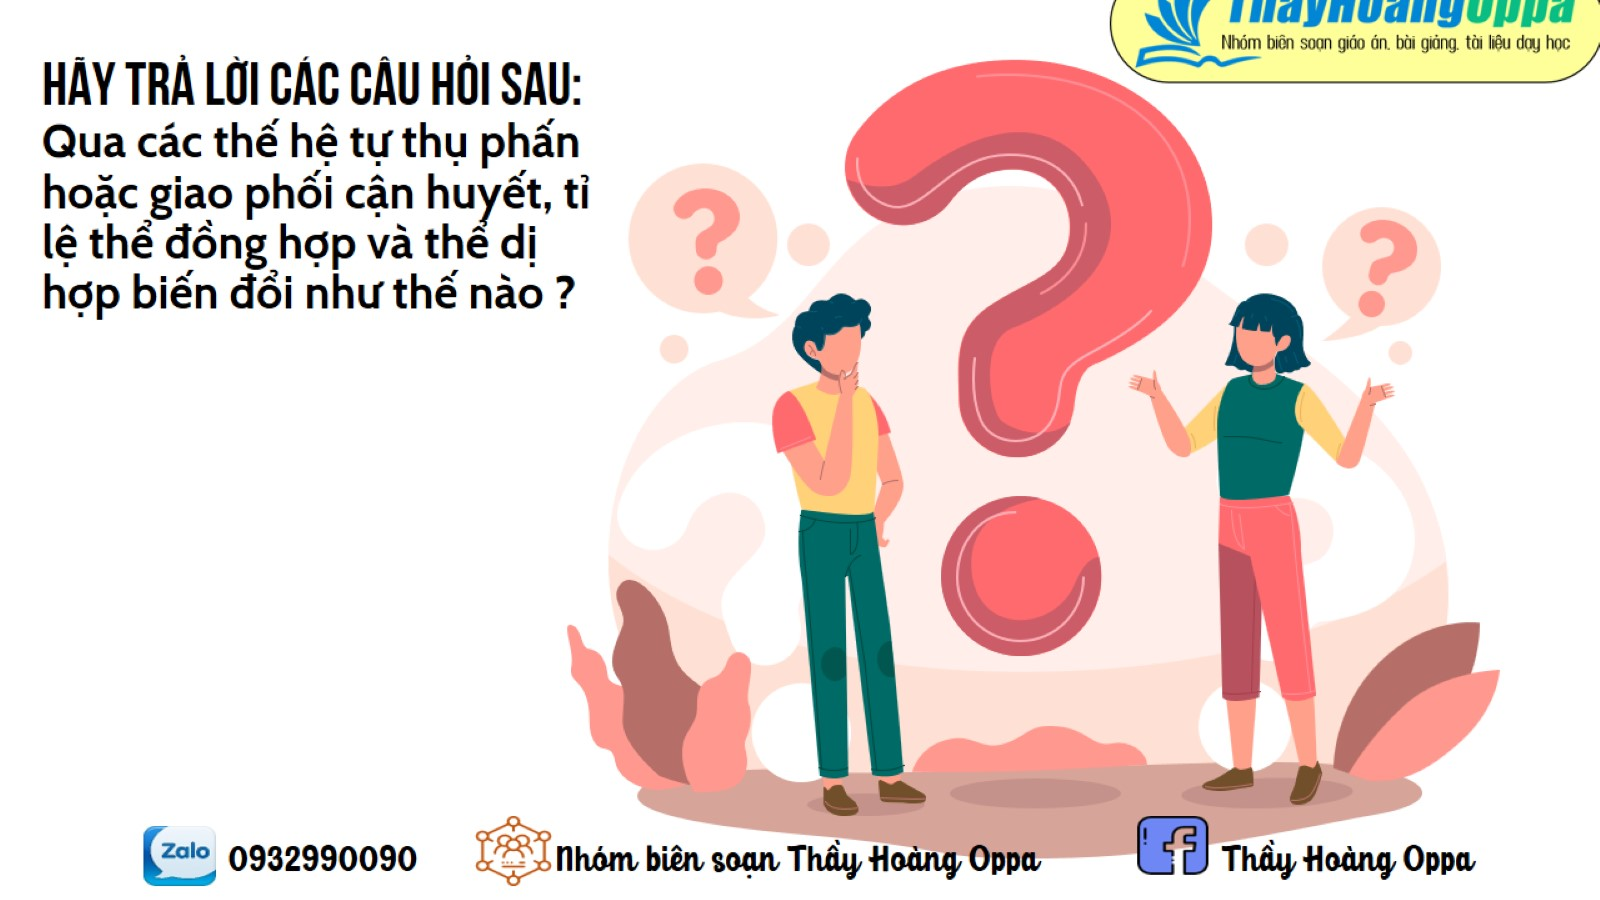 ThầyHoàngOppa
Nhóm biên soạn giáo án, bài giảng, tài liệu dạy học
HÃY TRẢ LỜI CÁC CÂU HỎI SAU:
Qua các thế hệ tự thụ phấn
hoặc giao phối cận huyết, tỉ
lệ thể đồng hợp và thể dị
hợp biến đổi như thế nào ?
Zalo
0932990090
Nhóm biên soạn Thầy Hoàng Oppa
Thầy Hoàng Oppa